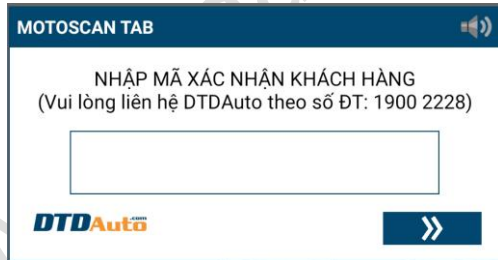 MOTOSCAN TAB
NHẬP MÃ XÁC NHẬN KHÁCH HÀNG
(Vui lòng liên hệ DTDAuto theo số ĐT: 1900 2228)
DTDAuto.com